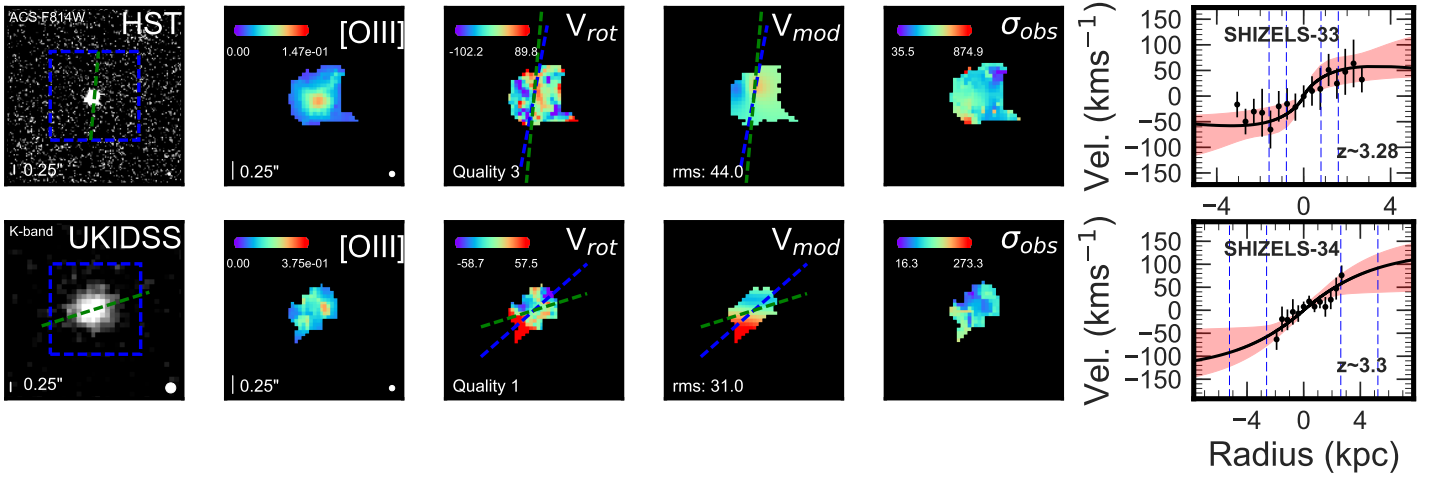 ACS-F814W HST
0.25"
[OIII]
0.00 1.47e-01
0.25"
V_rot
-102.2 89.8
Quality 3
V_mod
rms: 44.0
σ_obs
35.5 874.9
SHIZELS-33
z~3.28
Vel. (kms⁻¹)
150
100
50
0
−50
−100
−150
−4 0 4
K-band UKIDSS
0.25"
[OIII]
0.00 3.75e-01
0.25"
V_rot
-58.7 57.5
Quality 1
V_mod
rms: 31.0
σ_obs
16.3 273.3
SHIZELS-34
z~3.3
Vel. (kms⁻¹)
150
100
50
0
−50
−100
−150
−4 0 4
Radius (kpc)